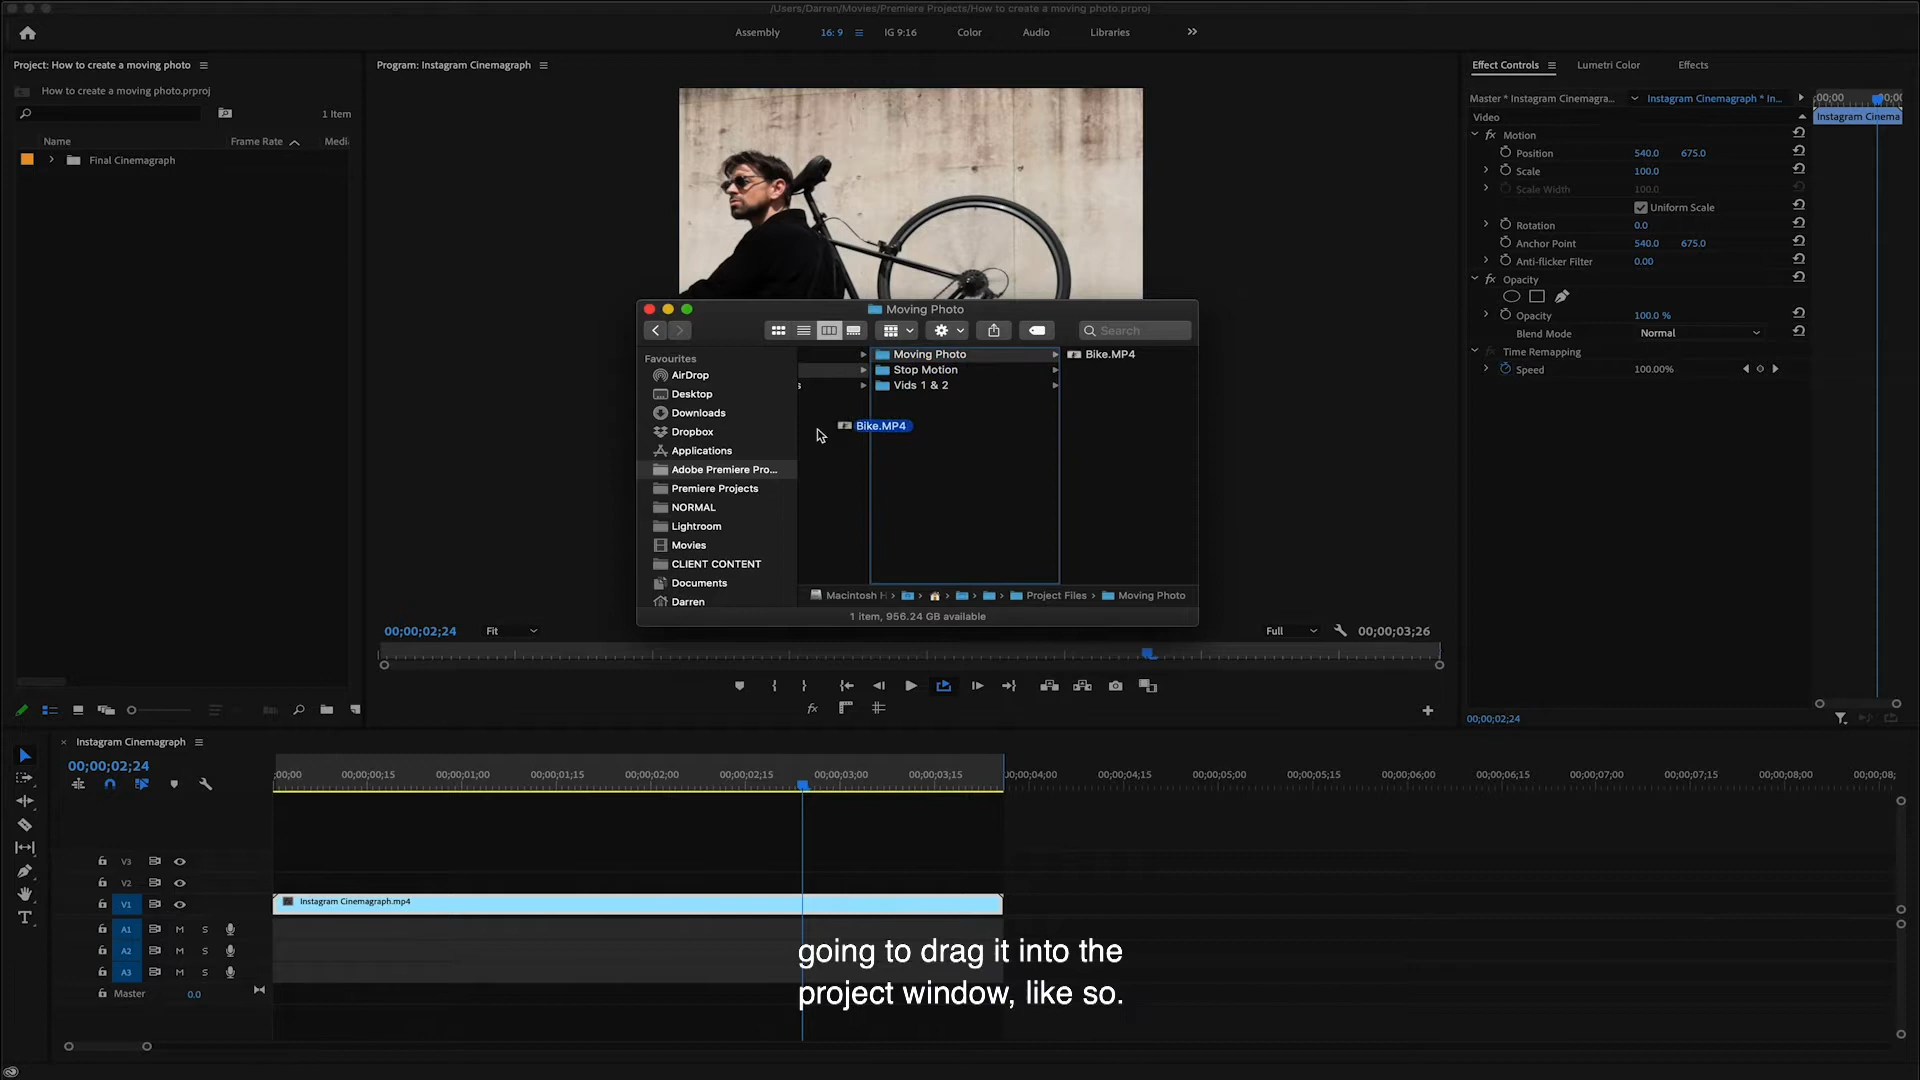 /Users/Darren/Movies/Premiere Projects/How to create a moving photo.prproj
Assembly
16: 9
IG 9:16
Color
Audio
Libraries
Project: How to create a moving photo
How to create a moving photo.prproj
1 Item
Name
Frame Rate
Media
Final Cinemagraph
Program: Instagram Cinemagraph
Moving Photo
Search
Favourites
AirDrop
Desktop
Downloads
Dropbox
Applications
Adobe Premiere Pro...
Premiere Projects
NORMAL
Lightroom
Movies
CLIENT CONTENT
Documents
Darren
s
Moving Photo
Stop Motion
Vids 1 & 2
Bike.MP4
Bike.MP4
Macintosh H
Project Files
Moving Photo
1 item, 956.24 GB available
00;00;02;24
Fit
Full
00;00;03;26
Effect Controls
Lumetri Color
Effects
Master * Instagram Cinemagra...
Instagram Cinemagraph * In...
:00;00
Video
Instagram Cinema
fx Motion
Position 540.0 675.0
Scale 100.0
Scale Width 100.0
Uniform Scale
Rotation 0.0
Anchor Point 540.0 675.0
Anti-flicker Filter 0.00
fx Opacity
Opacity 100.0 %
Blend Mode Normal
Time Remapping
Speed 100.00%
00;00;02;24
fx
Instagram Cinemagraph
00;00;02;24
;00;00
00;00;00;15
00;00;01;00
00;00;01;15
00;00;02;00
00;00;02;15
00;00;03;00
00;00;03;15
00;00;04;00
00;00;04;15
00;00;05;00
00;00;05;15
00;00;06;00
00;00;06;15
00;00;07;00
00;00;07;15
00;00;08;00
00;00;08;
V3
V2
V1
Instagram Cinemagraph.mp4
A1 M S
A2 M S
A3 M S
Master 0.0
going to drag it into the
project window, like so.